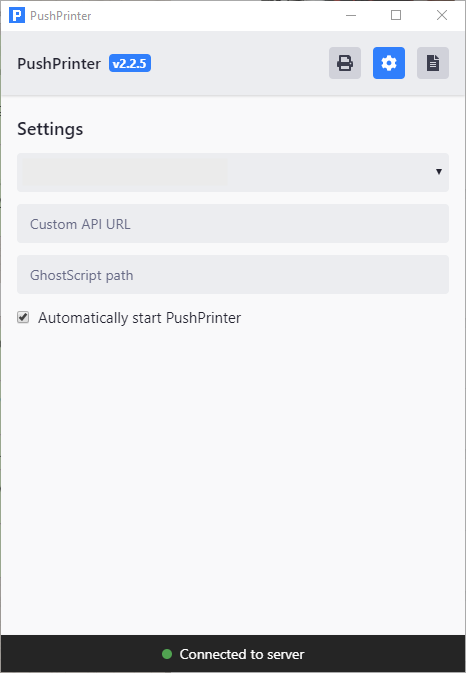 P PushPrinter
PushPrinter v2.2.5
Settings
Custom API URL
GhostScript path
Automatically start PushPrinter
Connected to server